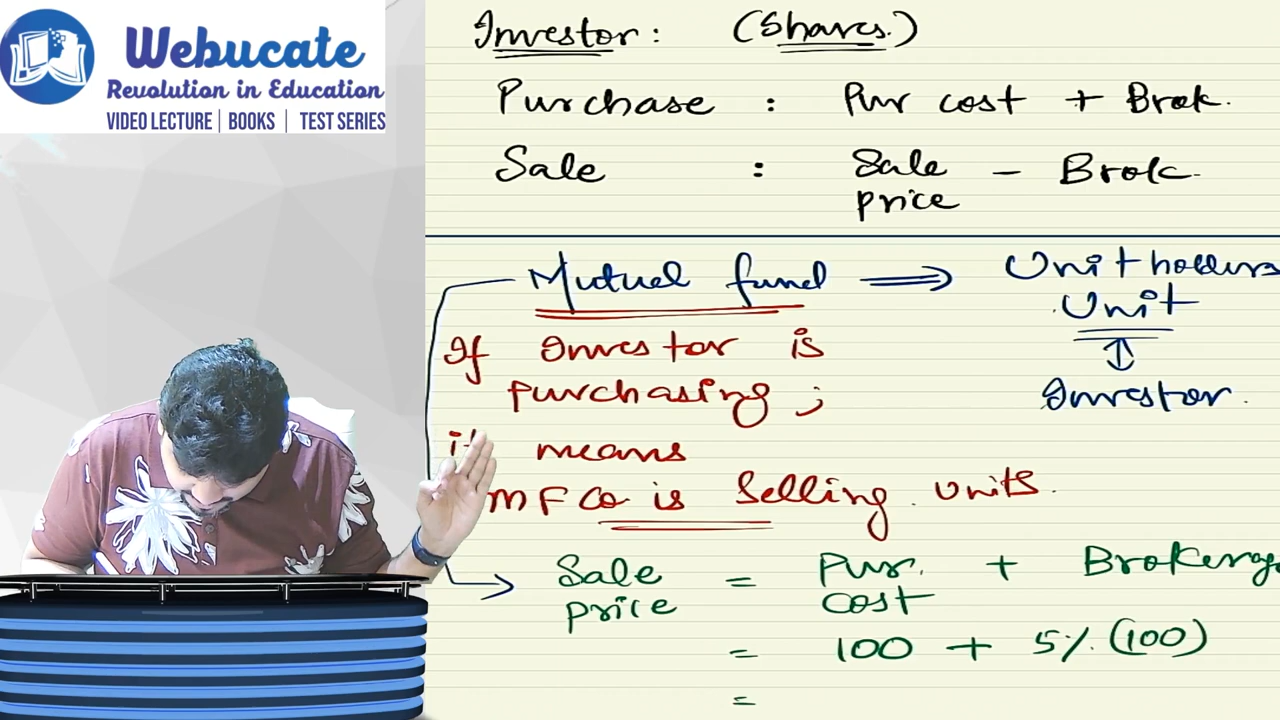 Webucate
Revolution in Education
VIDEO LECTURE | BOOKS | TEST SERIES
Investor : (Shares.)
Purchase : Pur cost + Brok.
Sale : Sale price - Brok.
Mutual fund ⟹ Unitholders
Unit
↕
Investor.
If Investor is
purchasing ;
it means
MF Co is Selling units.
Sale price = Pur. cost + Brokerag
= 100 + 5%. (100)
=